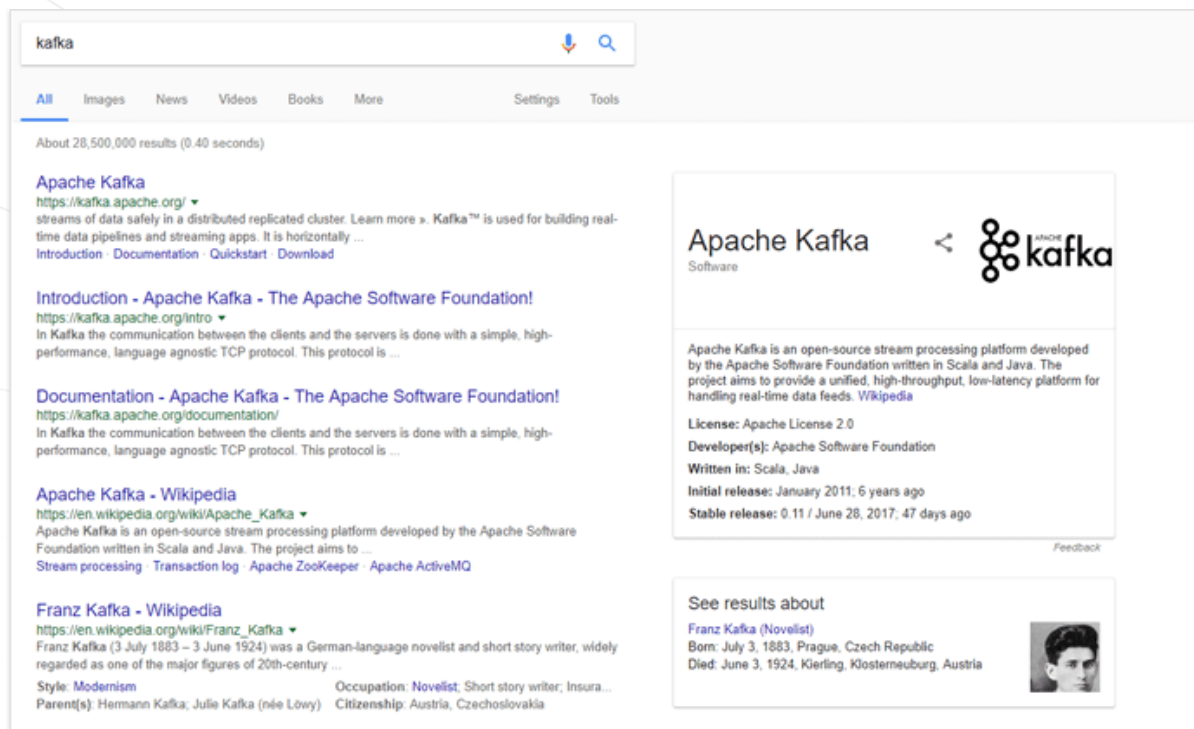 kafka
All Images News Videos Books More Settings Tools
About 28,500,000 results (0.40 seconds)
Apache Kafka
https://kafka.apache.org/
streams of data safely in a distributed replicated cluster. Learn more ». Kafka™ is used for building real-
time data pipelines and streaming apps. It is horizontally ...
Introduction · Documentation · Quickstart · Download
Introduction - Apache Kafka - The Apache Software Foundation!
https://kafka.apache.org/intro
In Kafka the communication between the clients and the servers is done with a simple, high-
performance, language agnostic TCP protocol. This protocol is ...
Documentation - Apache Kafka - The Apache Software Foundation!
https://kafka.apache.org/documentation/
In Kafka the communication between the clients and the servers is done with a simple, high-
performance, language agnostic TCP protocol. This protocol is ...
Apache Kafka - Wikipedia
https://en.wikipedia.org/wiki/Apache_Kafka
Apache Kafka is an open-source stream processing platform developed by the Apache Software
Foundation written in Scala and Java. The project aims to ...
Stream processing · Transaction log · Apache ZooKeeper · Apache ActiveMQ
Franz Kafka - Wikipedia
https://en.wikipedia.org/wiki/Franz_Kafka
Franz Kafka (3 July 1883 – 3 June 1924) was a German-language novelist and short story writer, widely
regarded as one of the major figures of 20th-century ...
Style: Modernism Occupation: Novelist; Short story writer; Insura...
Parent(s): Hermann Kafka; Julie Kafka (née Löwy) Citizenship: Austria, Czechoslovakia
Apache Kafka
Software
APACHE
kafka
Apache Kafka is an open-source stream processing platform developed
by the Apache Software Foundation written in Scala and Java. The
project aims to provide a unified, high-throughput, low-latency platform for
handling real-time data feeds. Wikipedia
License: Apache License 2.0
Developer(s): Apache Software Foundation
Written in: Scala, Java
Initial release: January 2011; 6 years ago
Stable release: 0.11 / June 28, 2017; 47 days ago
Feedback
See results about
Franz Kafka (Novelist)
Born: July 3, 1883, Prague, Czech Republic
Died: June 3, 1924, Kierling, Klosterneuburg, Austria